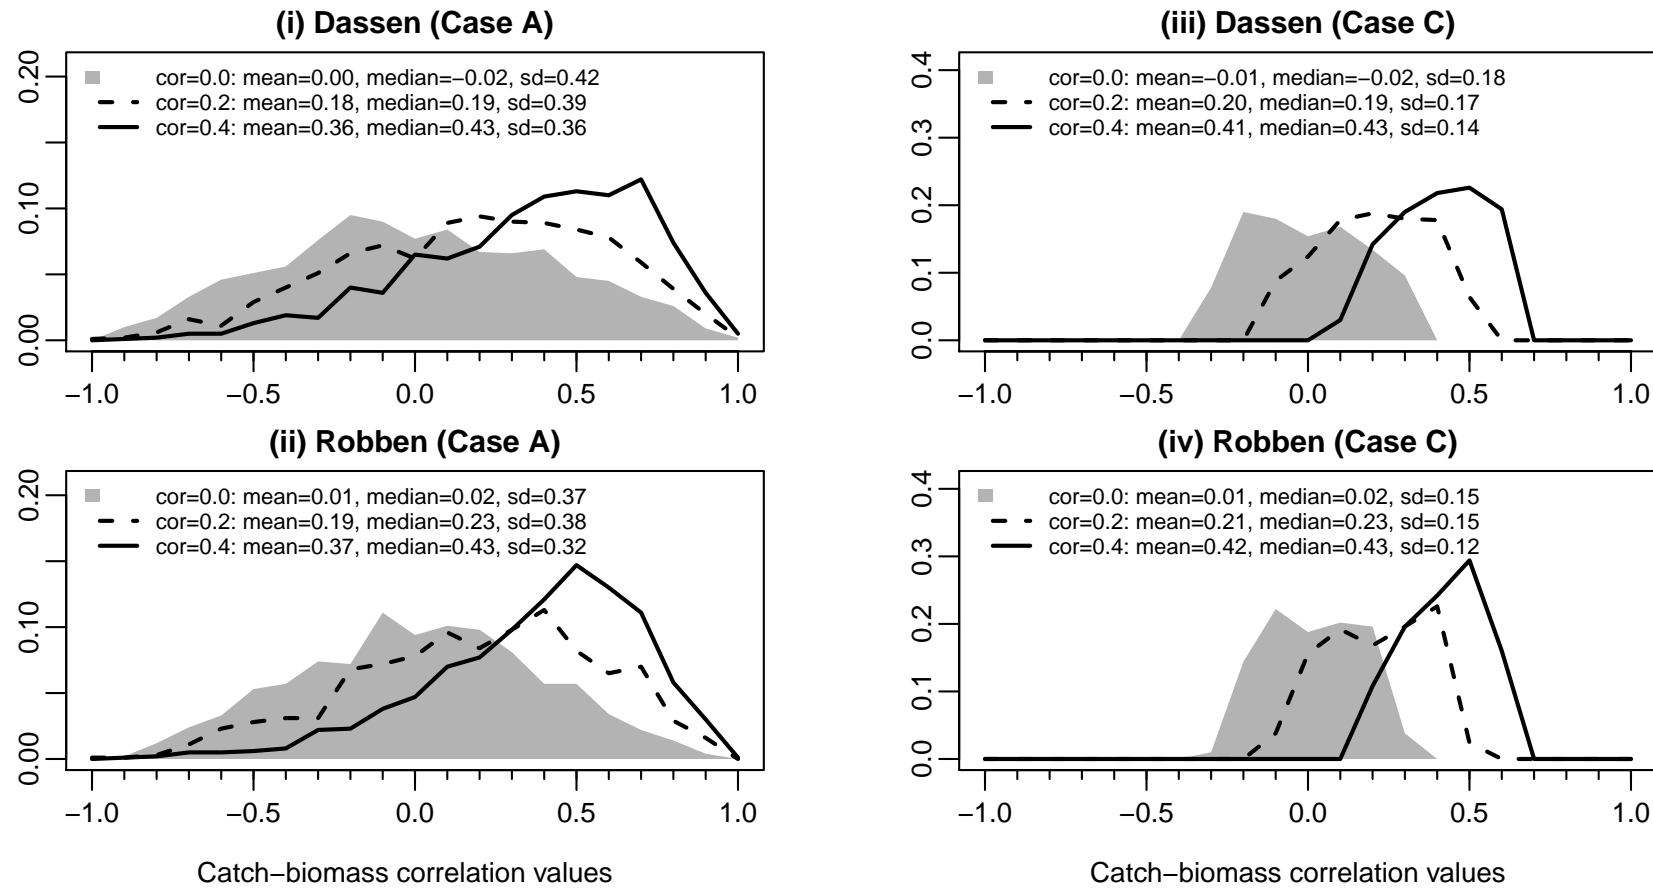 (i) Dassen (Case A)
cor=0.0: mean=0.00, median=−0.02, sd=0.42
cor=0.2: mean=0.18, median=0.19, sd=0.39
cor=0.4: mean=0.36, median=0.43, sd=0.36
0.20
0.10
0.00
−1.0 −0.5 0.0 0.5 1.0
(ii) Robben (Case A)
cor=0.0: mean=0.01, median=0.02, sd=0.37
cor=0.2: mean=0.19, median=0.23, sd=0.38
cor=0.4: mean=0.37, median=0.43, sd=0.32
0.20
0.10
0.00
−1.0 −0.5 0.0 0.5 1.0
Catch−biomass correlation values
(iii) Dassen (Case C)
cor=0.0: mean=−0.01, median=−0.02, sd=0.18
cor=0.2: mean=0.20, median=0.19, sd=0.17
cor=0.4: mean=0.41, median=0.43, sd=0.14
0.4
0.3
0.2
0.1
0.0
−1.0 −0.5 0.0 0.5 1.0
(iv) Robben (Case C)
cor=0.0: mean=0.01, median=0.02, sd=0.15
cor=0.2: mean=0.21, median=0.23, sd=0.15
cor=0.4: mean=0.42, median=0.43, sd=0.12
0.4
0.3
0.2
0.1
0.0
−1.0 −0.5 0.0 0.5 1.0
Catch−biomass correlation values